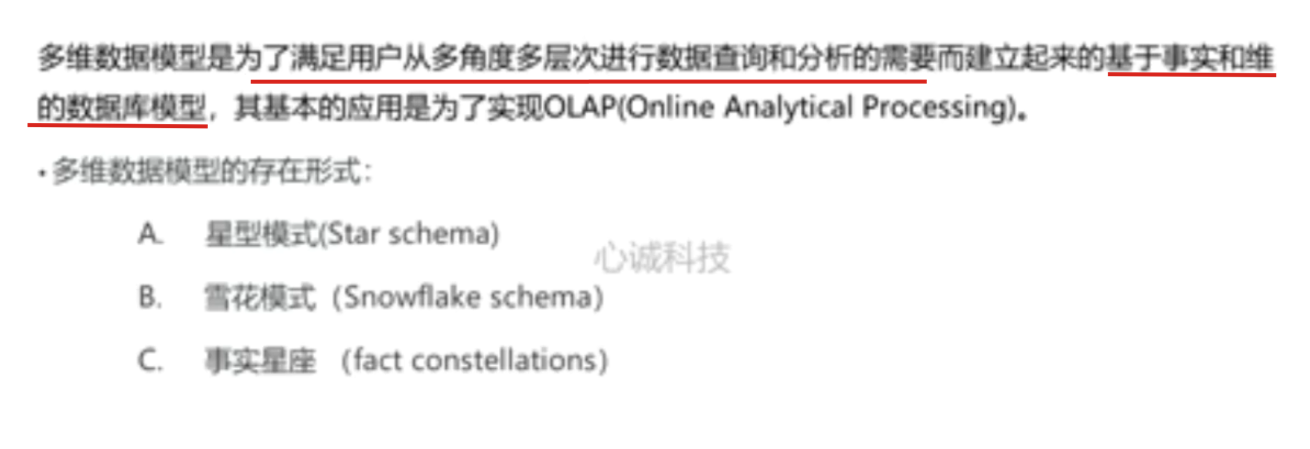 多维数据模型是为了满足用户从多角度多层次进行数据查询和分析的需要而建立起来的基于事实和维
的数据库模型，其基本的应用是为了实现OLAP(Online Analytical Processing)。
• 多维数据模型的存在形式：
A. 星型模式(Star schema)
心诚科技
B. 雪花模式（Snowflake schema）
C. 事实星座 （fact constellations）